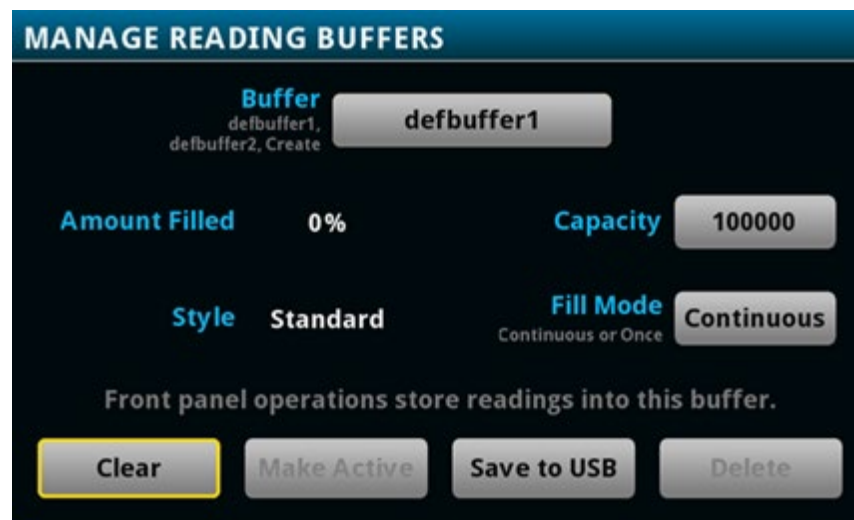 MANAGE READING BUFFERS
Buffer
defbuffer1,
defbuffer2, Create
defbuffer1
Amount Filled 0% Capacity 100000
Style Standard Fill Mode
Continuous or Once
Continuous
Front panel operations store readings into this buffer.
Clear Make Active Save to USB Delete